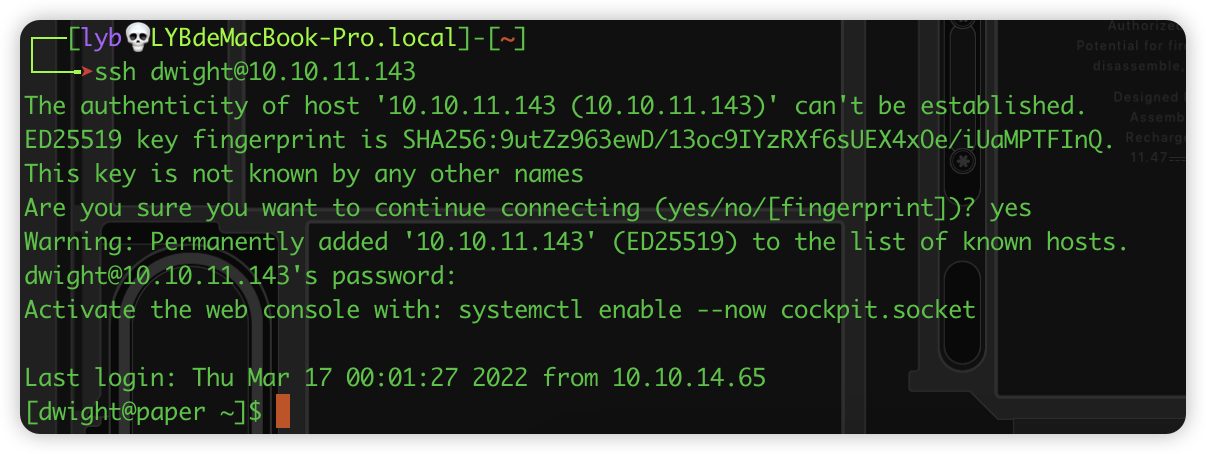 [lyb💀LYBdeMacBook-Pro.local]-[~]
➤ssh dwight@10.10.11.143
The authenticity of host '10.10.11.143 (10.10.11.143)' can't be established.
ED25519 key fingerprint is SHA256:9utZz963ewD/13oc9IYzRXf6sUEX4xOe/iUaMPTFInQ.
This key is not known by any other names
Are you sure you want to continue connecting (yes/no/[fingerprint])? yes
Warning: Permanently added '10.10.11.143' (ED25519) to the list of known hosts.
dwight@10.10.11.143's password:
Activate the web console with: systemctl enable --now cockpit.socket
Last login: Thu Mar 17 00:01:27 2022 from 10.10.14.65
[dwight@paper ~]$
Authorized
Potential for fir
disassemble,
Designed
Assemb
Recharge
11.47